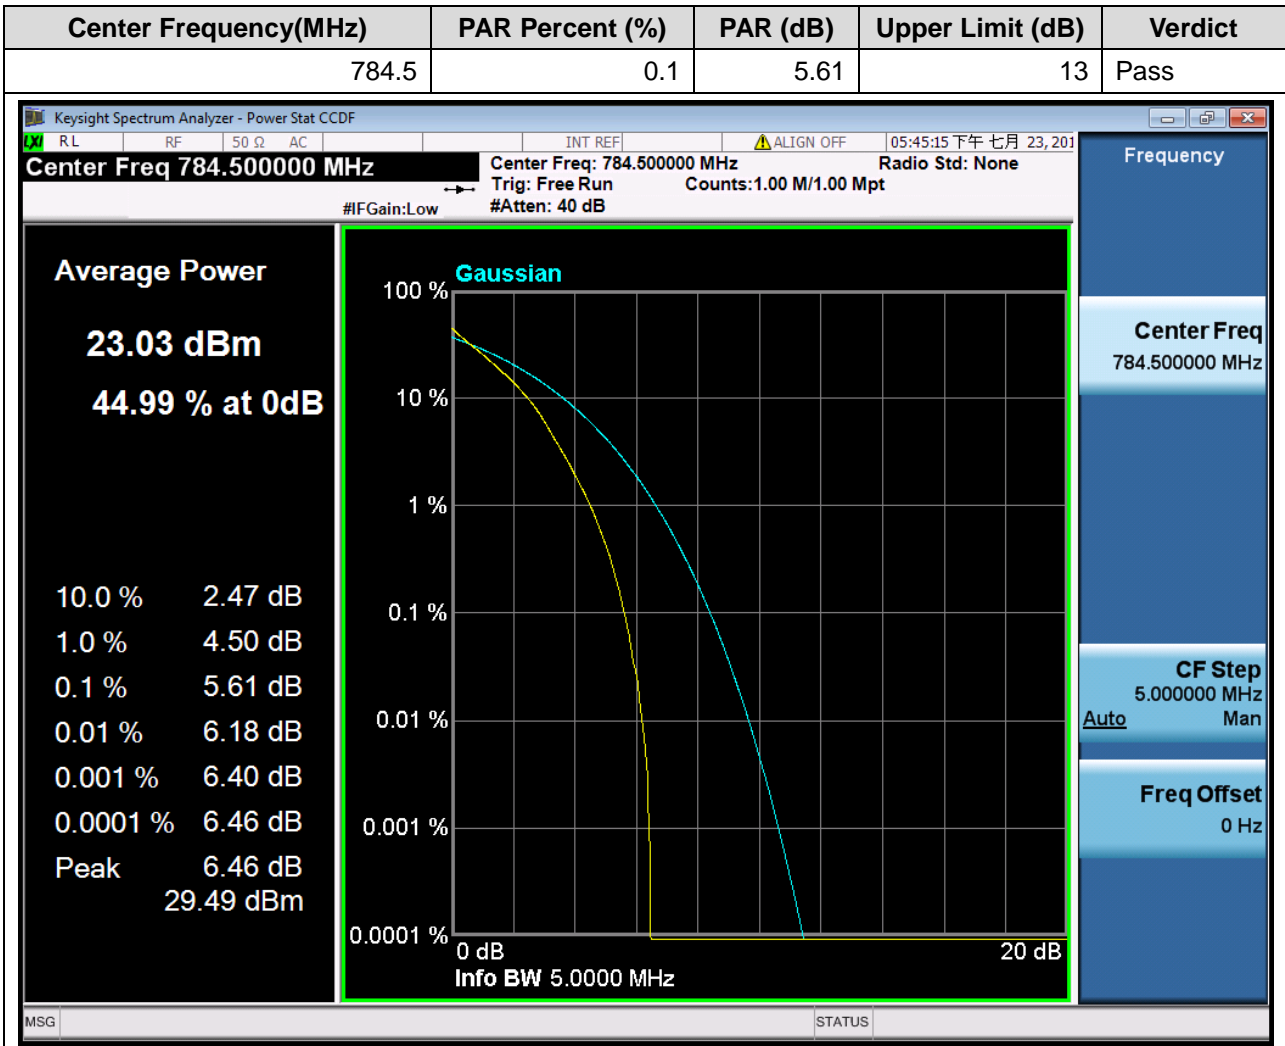 Center Frequency(MHz) PAR Percent (%) PAR (dB) Upper Limit (dB) Verdict
784.5 0.1 5.61 13 Pass
Keysight Spectrum Analyzer - Power Stat CCDF
LXI RL RF 50 Ω AC INT REF ALIGN OFF 05:45:15 下午 七月 23, 201
Center Freq 784.500000 MHz
Center Freq: 784.500000 MHz Radio Std: None
Trig: Free Run Counts:1.00 M/1.00 Mpt
#IFGain:Low #Atten: 40 dB
Average Power
23.03 dBm
44.99 % at 0dB
10.0 % 2.47 dB
1.0 % 4.50 dB
0.1 % 5.61 dB
0.01 % 6.18 dB
0.001 % 6.40 dB
0.0001 % 6.46 dB
Peak 6.46 dB
29.49 dBm
Gaussian
100 %
10 %
1 %
0.1 %
0.01 %
0.001 %
0.0001 %
0 dB 20 dB
Info BW 5.0000 MHz
Frequency
Center Freq
784.500000 MHz
CF Step
5.000000 MHz
Auto Man
Freq Offset
0 Hz
MSG STATUS